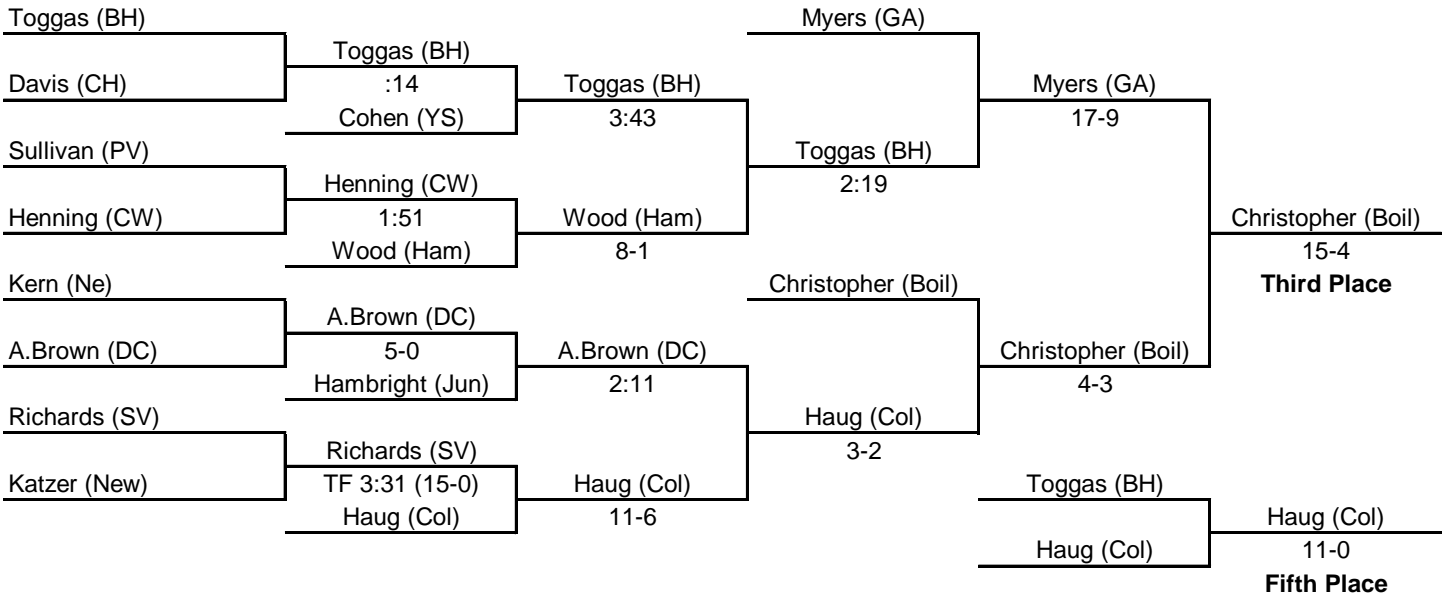 Toggas (BH)
Myers (GA)
Toggas (BH)
Davis (CH)
:14
Toggas (BH)
Myers (GA)
Cohen (YS)
3:43
17-9
Sullivan (PV)
Toggas (BH)
Henning (CW)
2:19
Henning (CW)
1:51
Wood (Ham)
Christopher (Boil)
Wood (Ham)
8-1
15-4
Kern (Ne)
Christopher (Boil)
Third Place
A.Brown (DC)
A.Brown (DC)
5-0
A.Brown (DC)
Christopher (Boil)
Hambright (Jun)
2:11
4-3
Richards (SV)
Haug (Col)
Richards (SV)
3-2
Katzer (New)
TF 3:31 (15-0)
Haug (Col)
Toggas (BH)
Haug (Col)
11-6
Haug (Col)
Haug (Col)
11-0
Fifth Place